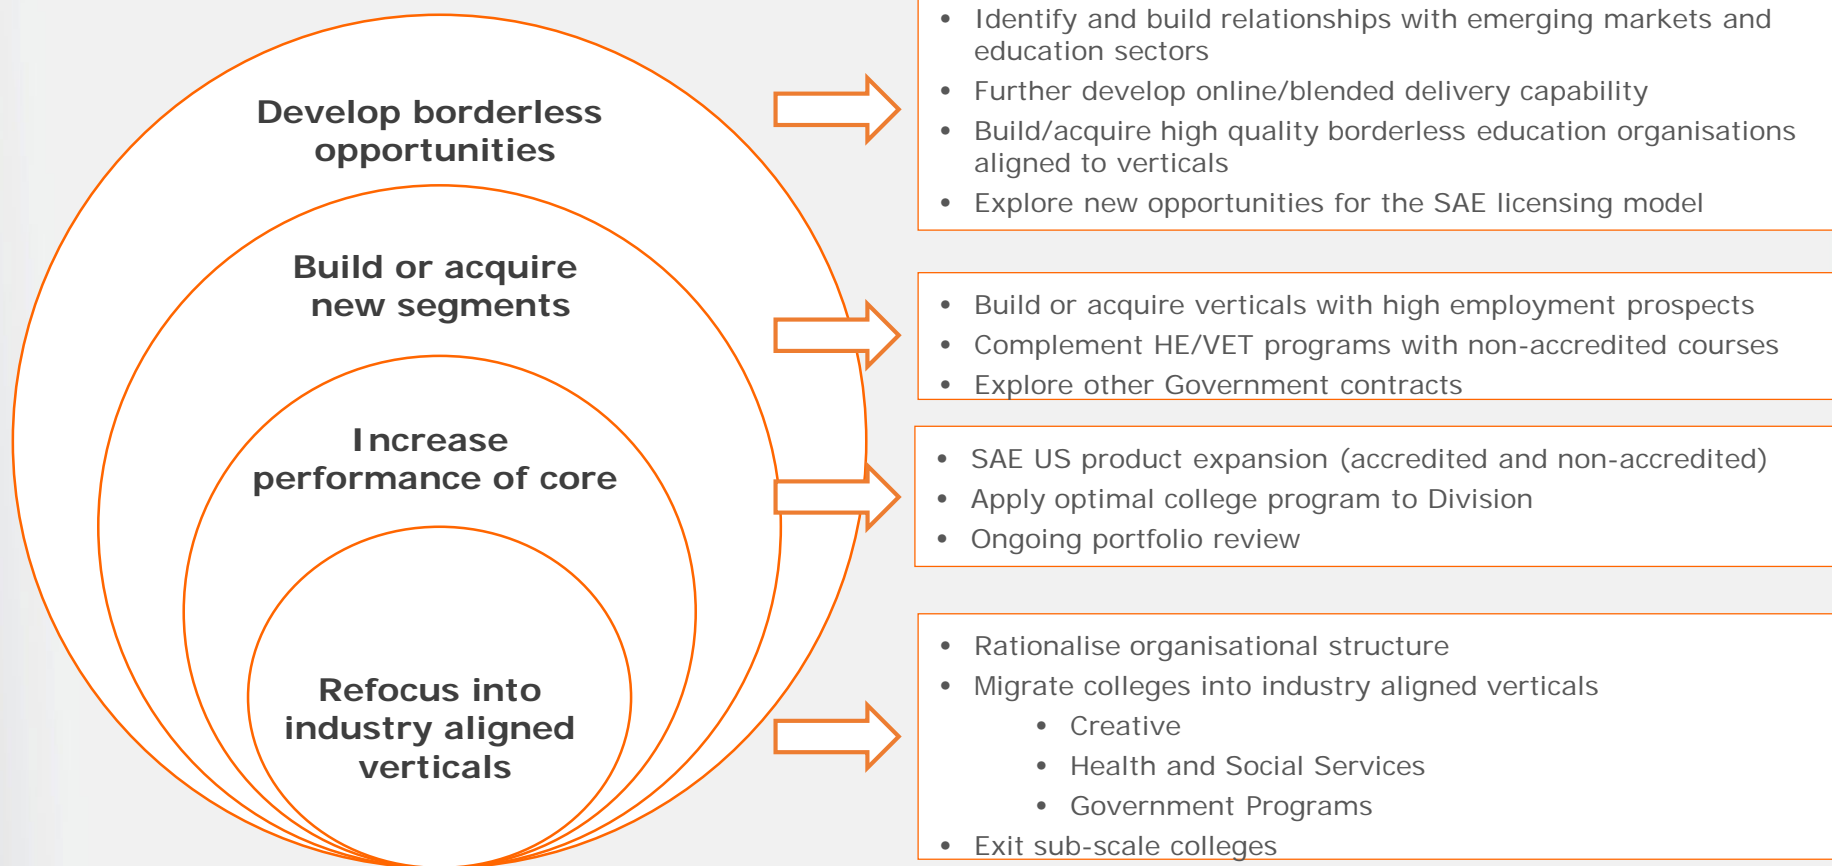 Develop borderless
opportunities
• Identify and build relationships with emerging markets and
education sectors
• Further develop online/blended delivery capability
• Build/acquire high quality borderless education organisations
aligned to verticals
• Explore new opportunities for the SAE licensing model
Build or acquire
new segments
• Build or acquire verticals with high employment prospects
• Complement HE/VET programs with non-accredited courses
• Explore other Government contracts
Increase
performance of core
• SAE US product expansion (accredited and non-accredited)
• Apply optimal college program to Division
• Ongoing portfolio review
Refocus into
industry aligned
verticals
• Rationalise organisational structure
• Migrate colleges into industry aligned verticals
• Creative
• Health and Social Services
• Government Programs
• Exit sub-scale colleges